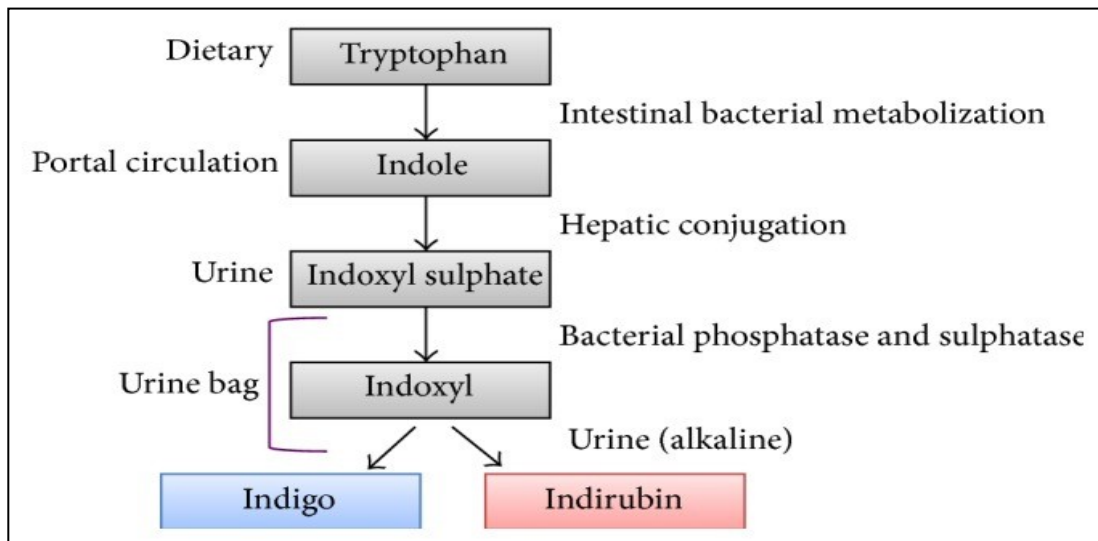 Dietary
Tryptophan
Intestinal bacterial metabolization
Portal circulation
Indole
Hepatic conjugation
Urine
Indoxyl sulphate
Bacterial phosphatase and sulphatase
Urine bag
Indoxyl
Urine (alkaline)
Indigo
Indirubin